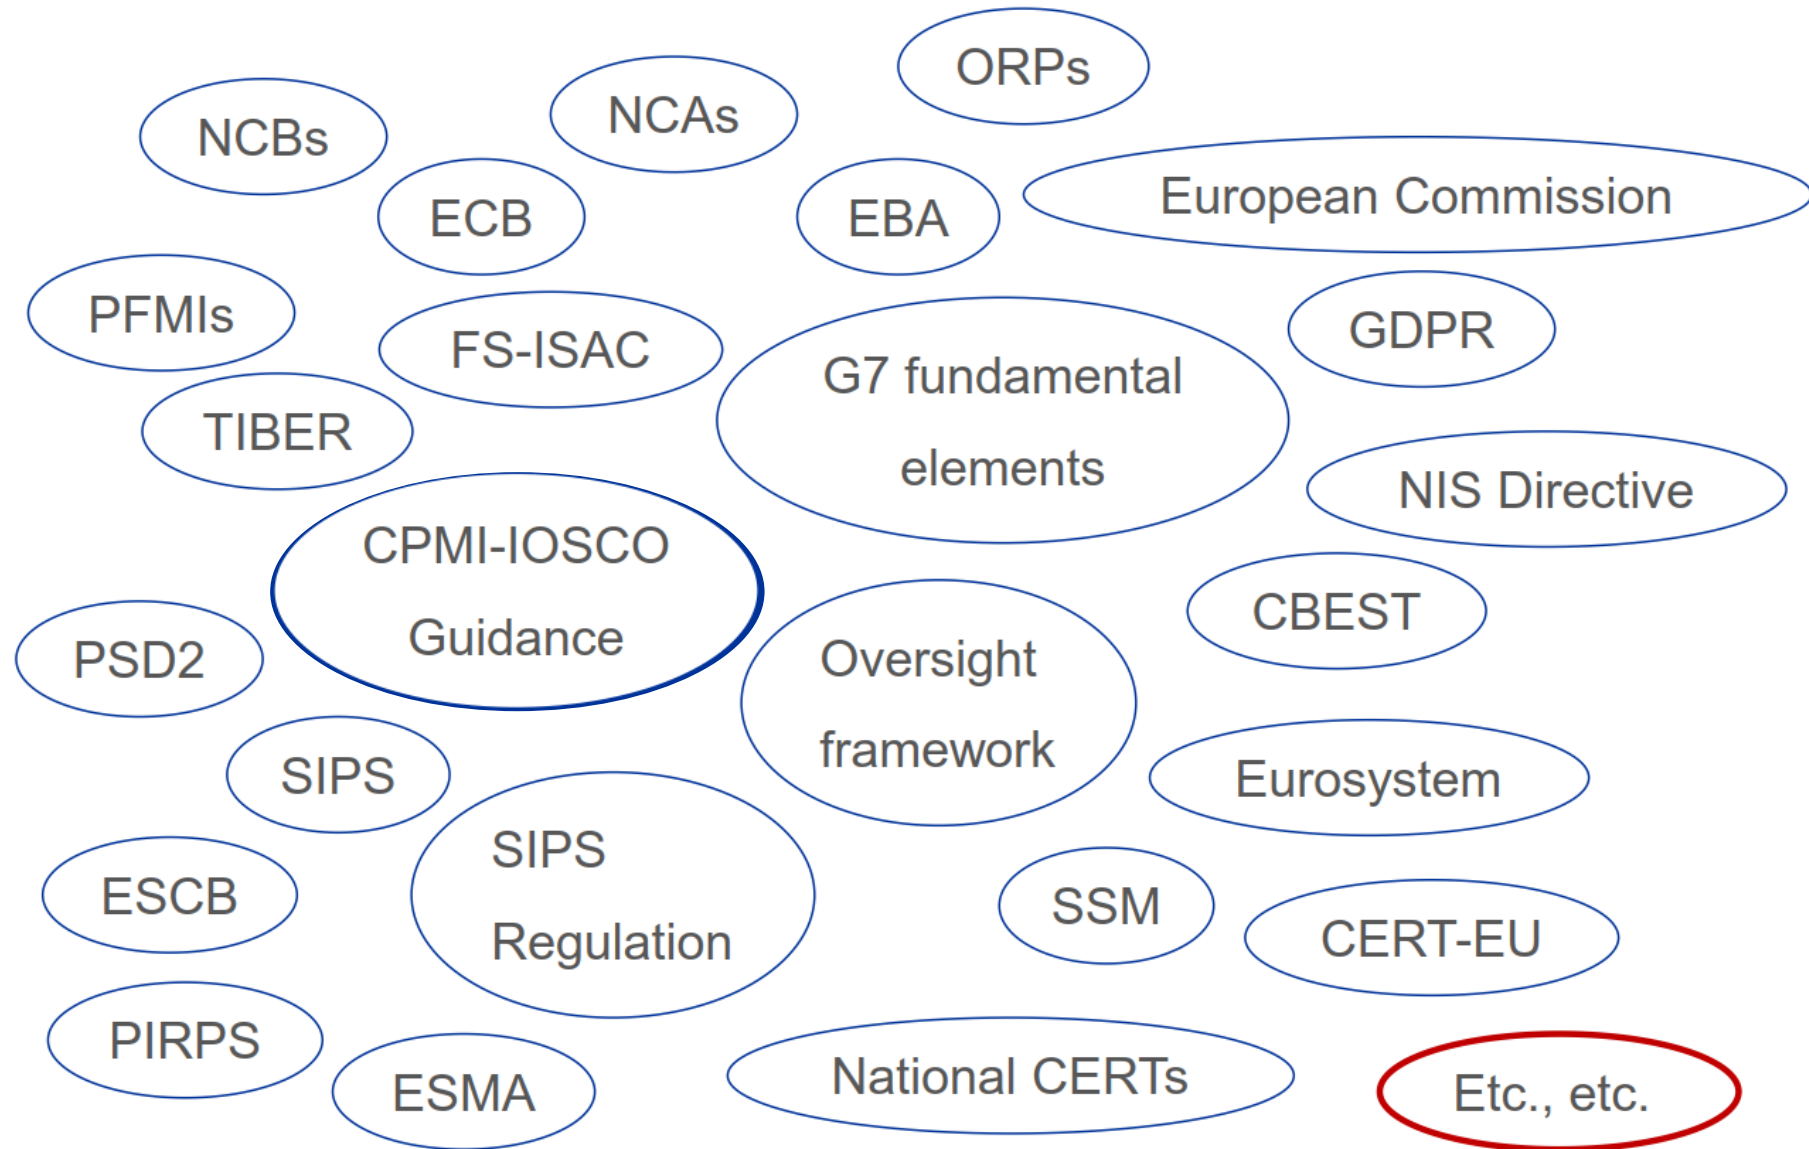 ORPs
NCAs
NCBs
European Commission
ECB
EBA
PFMIs
GDPR
FS-ISAC
G7 fundamental
elements
TIBER
NIS Directive
CPMI-IOSCO
Guidance
CBEST
PSD2
Oversight
framework
SIPS
Eurosystem
SIPS
Regulation
ESCB
SSM
CERT-EU
PIRPS
National CERTs
ESMA
Etc., etc.